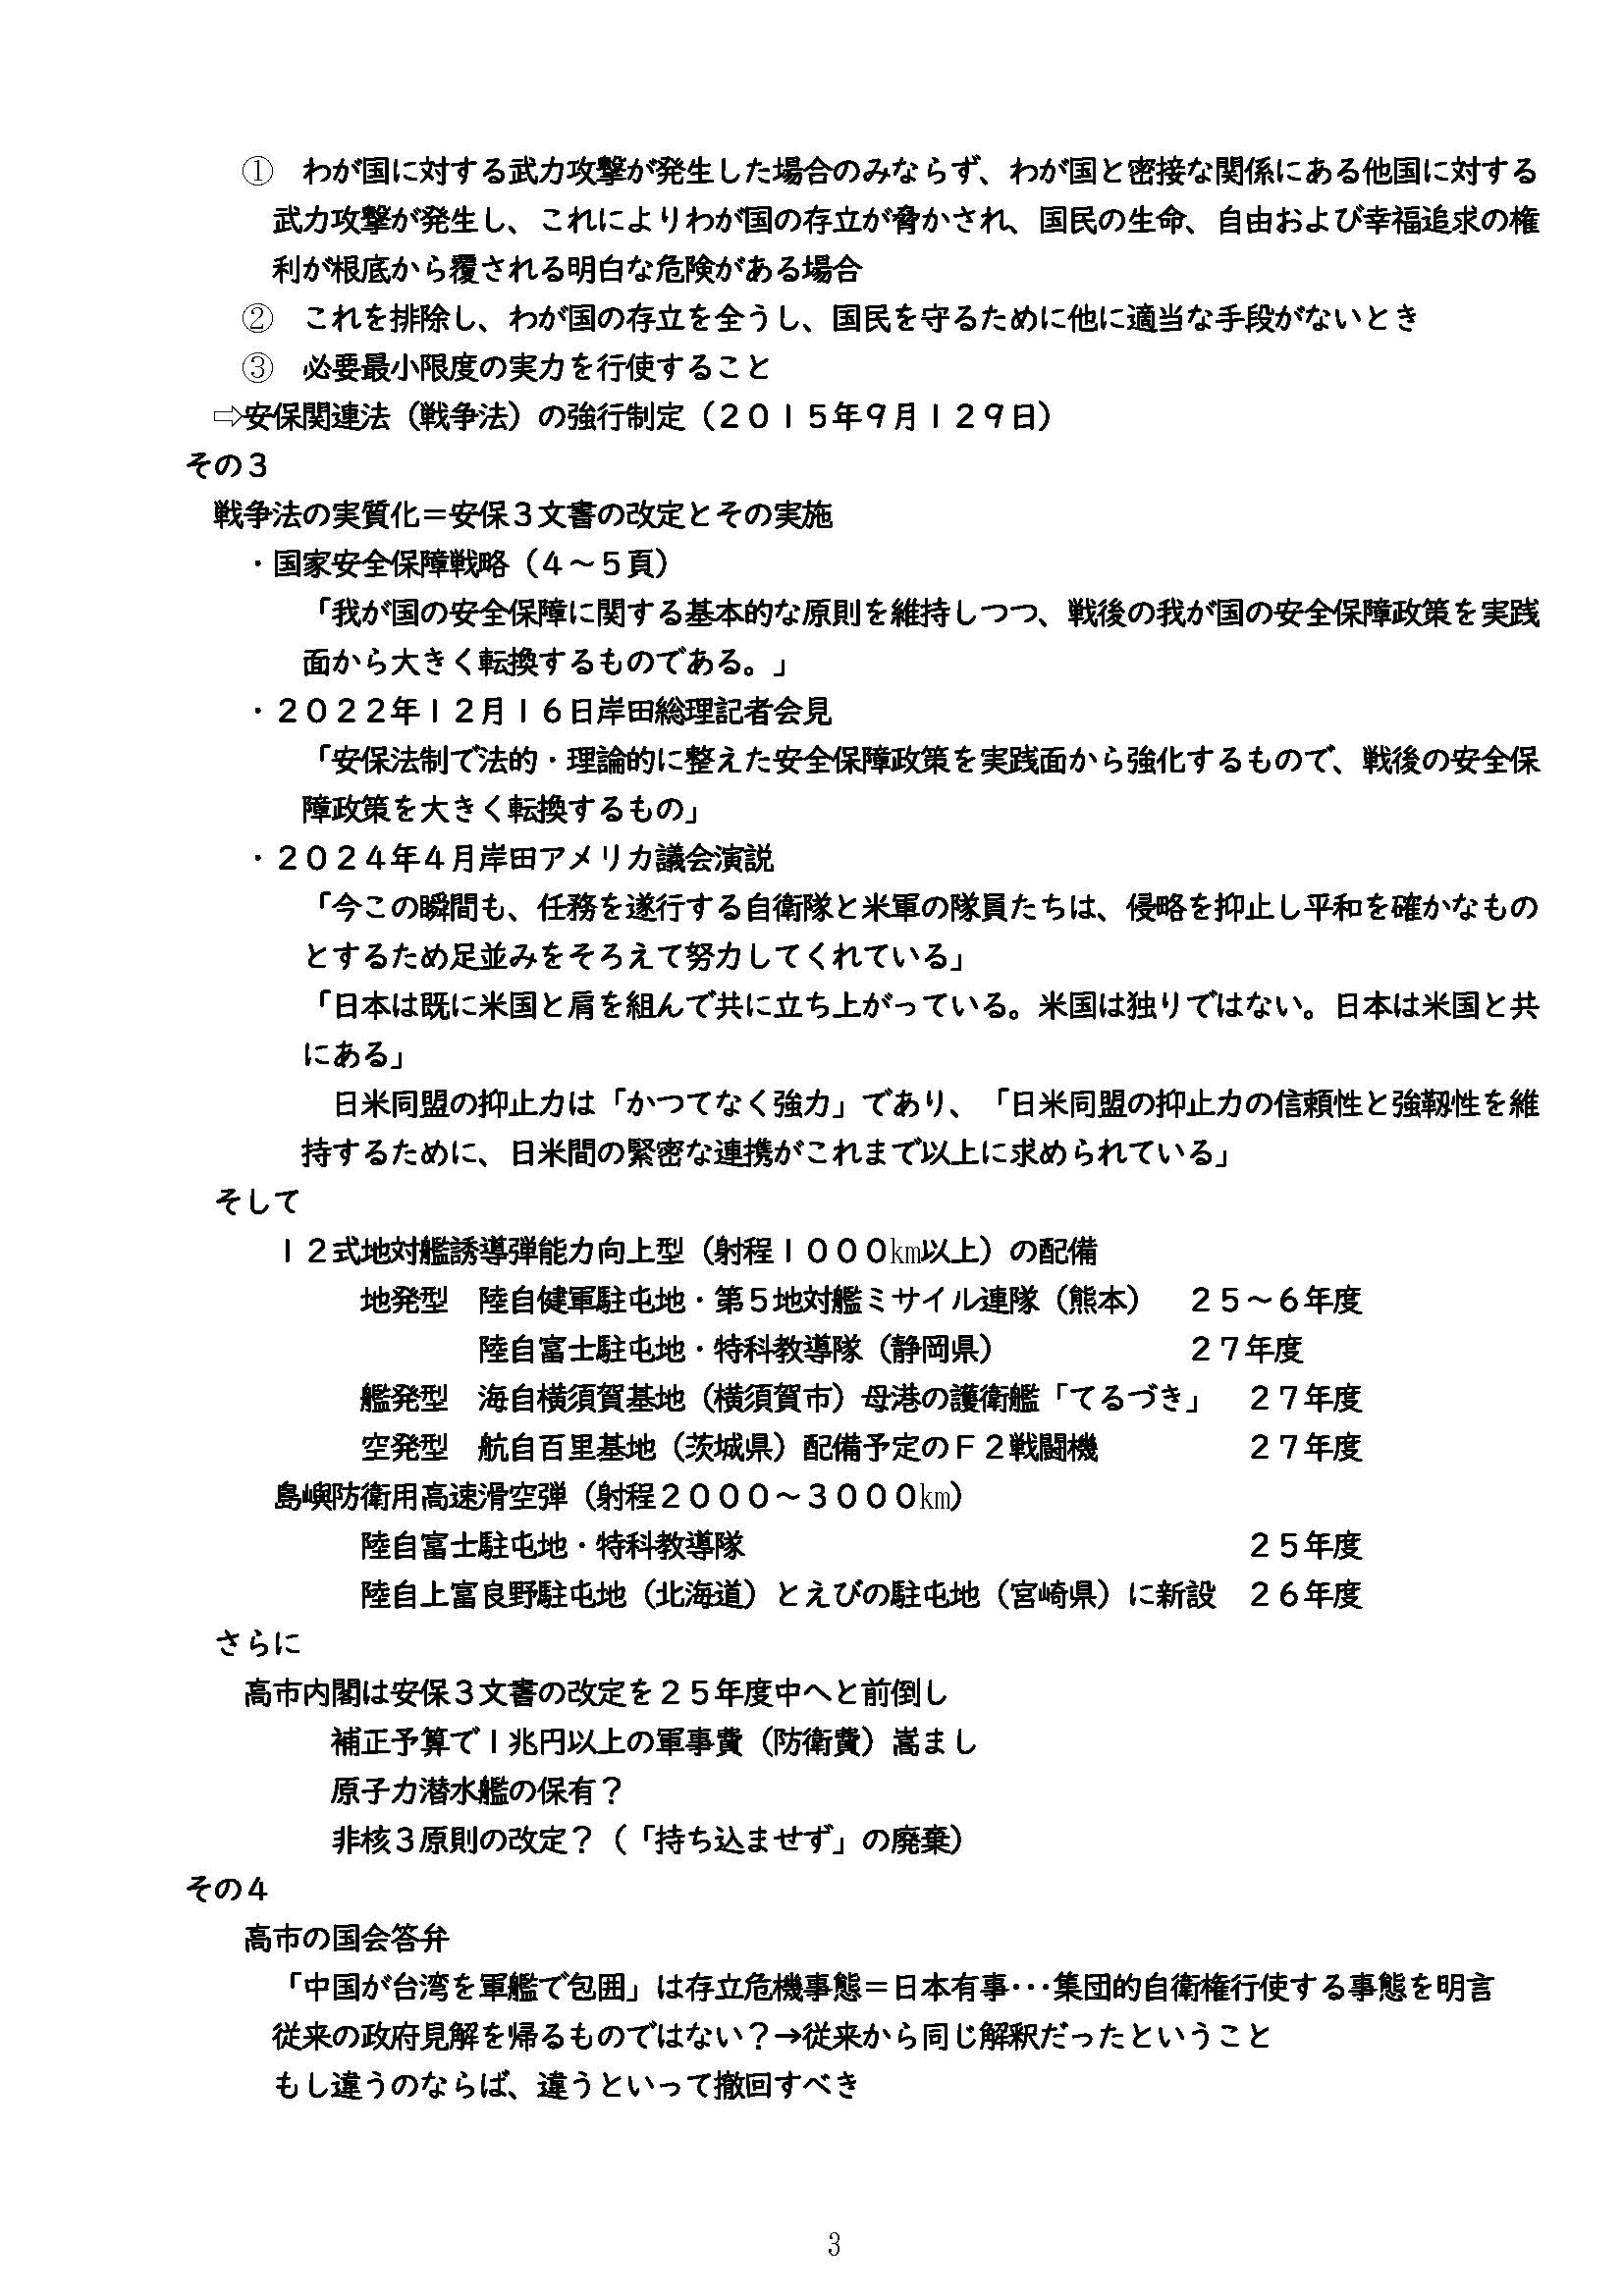 ① わが国に対する武力攻撃が発生した場合のみならず、わが国と密接な関係にある他国に対する
武力攻撃が発生し、これによりわが国の存立が脅かされ、国民の生命、自由および幸福追求の権
利が根底から覆される明白な危険がある場合
② これを排除し、わが国の存立を全うし、国民を守るために他に適当な手段がないとき
③ 必要最小限度の実力を行使すること
⇨安保関連法（戦争法）の強行制定（２０１５年９月１２９日）
その３
戦争法の実質化＝安保３文書の改定とその実施
・国家安全保障戦略（４～５頁）
「我が国の安全保障に関する基本的な原則を維持しつつ、戦後の我が国の安全保障政策を実践
面から大きく転換するものである。」
・２０２２年１２月１６日岸田総理記者会見
「安保法制で法的・理論的に整えた安全保障政策を実践面から強化するもので、戦後の安全保
障政策を大きく転換するもの」
・２０２４年４月岸田アメリカ議会演説
「今この瞬間も、任務を遂行する自衛隊と米軍の隊員たちは、侵略を抑止し平和を確かなもの
とするため足並みをそろえて努力してくれている」
「日本は既に米国と肩を組んで共に立ち上がっている。米国は独りではない。日本は米国と共
にある」
日米同盟の抑止力は「かつてなく強力」であり、「日米同盟の抑止力の信頼性と強靱性を維
持するために、日米間の緊密な連携がこれまで以上に求められている」
そして
１２式地対艦誘導弾能力向上型（射程１０００㎞以上）の配備
地発型 陸自健軍駐屯地・第５地対艦ミサイル連隊（熊本） ２５～６年度
陸自富士駐屯地・特科教導隊（静岡県） ２７年度
艦発型 海自横須賀基地（横須賀市）母港の護衛艦「てるづき」 ２７年度
空発型 航自百里基地（茨城県）配備予定のＦ２戦闘機 ２７年度
島嶼防衛用高速滑空弾（射程２０００～３０００㎞）
陸自富士駐屯地・特科教導隊 ２５年度
陸自上富良野駐屯地（北海道）とえびの駐屯地（宮崎県）に新設 ２６年度
さらに
高市内閣は安保３文書の改定を２５年度中へと前倒し
補正予算で１兆円以上の軍事費（防衛費）嵩まし
原子力潜水艦の保有？
非核３原則の改定？（「持ち込ませず」の廃棄）
その４
高市の国会答弁
「中国が台湾を軍艦で包囲」は存立危機事態＝日本有事･･･集団的自衛権行使する事態を明言
従来の政府見解を帰るものではない？→従来から同じ解釈だったということ
もし違うのならば、違うといって撤回すべき
3